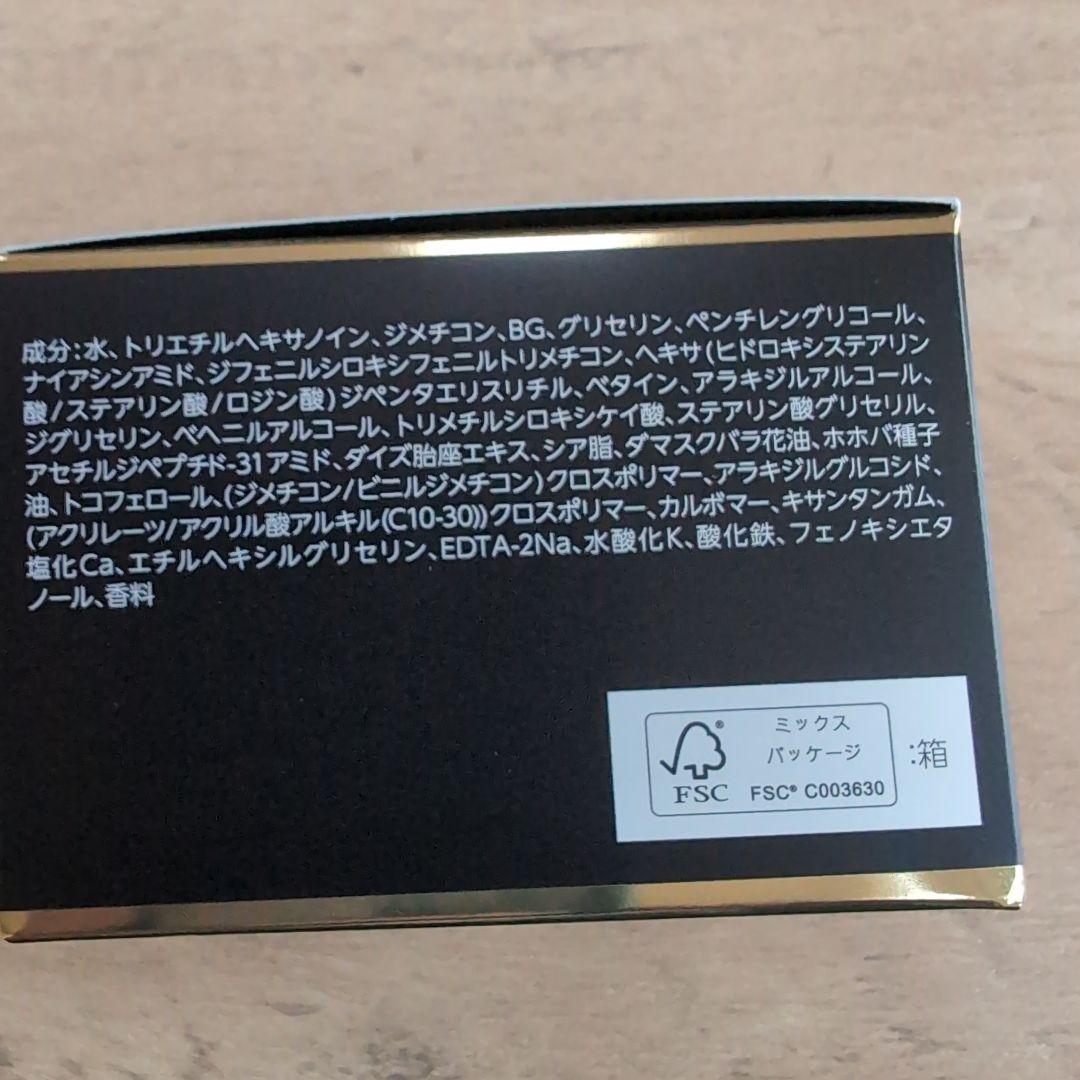 成分:水、トリエチルヘキサノイン、ジメチコン、BG、グリセリン、ペンチレングリコール、
ナイアシンアミド、ジフェニルシロキシフェニルトリメチコン、ヘキサ(ヒドロキシステアリン
酸/ステアリン酸/ロジン酸)ジペンタエリスリチル、ベタイン、アラキジルアルコール、
ジグリセリン、ベヘニルアルコール、トリメチルシロキシケイ酸、ステアリン酸グリセリル、
アセチルジペプチド-31アミド、ダイズ胎座エキス、シア脂、ダマスクバラ花油、ホホバ種子
油、トコフェロール、(ジメチコン/ビニルジメチコン)クロスポリマー、アラキジルグルコシド、
(アクリレーツ/アクリル酸アルキル(C10-30))クロスポリマー、カルボマー、キサンタンガム、
塩化Ca、エチルヘキシルグリセリン、EDTA-2Na、水酸化K、酸化鉄、フェノキシエタ
ノール、香料
ミックス
パッケージ
FSC® C003630
FSC
:箱